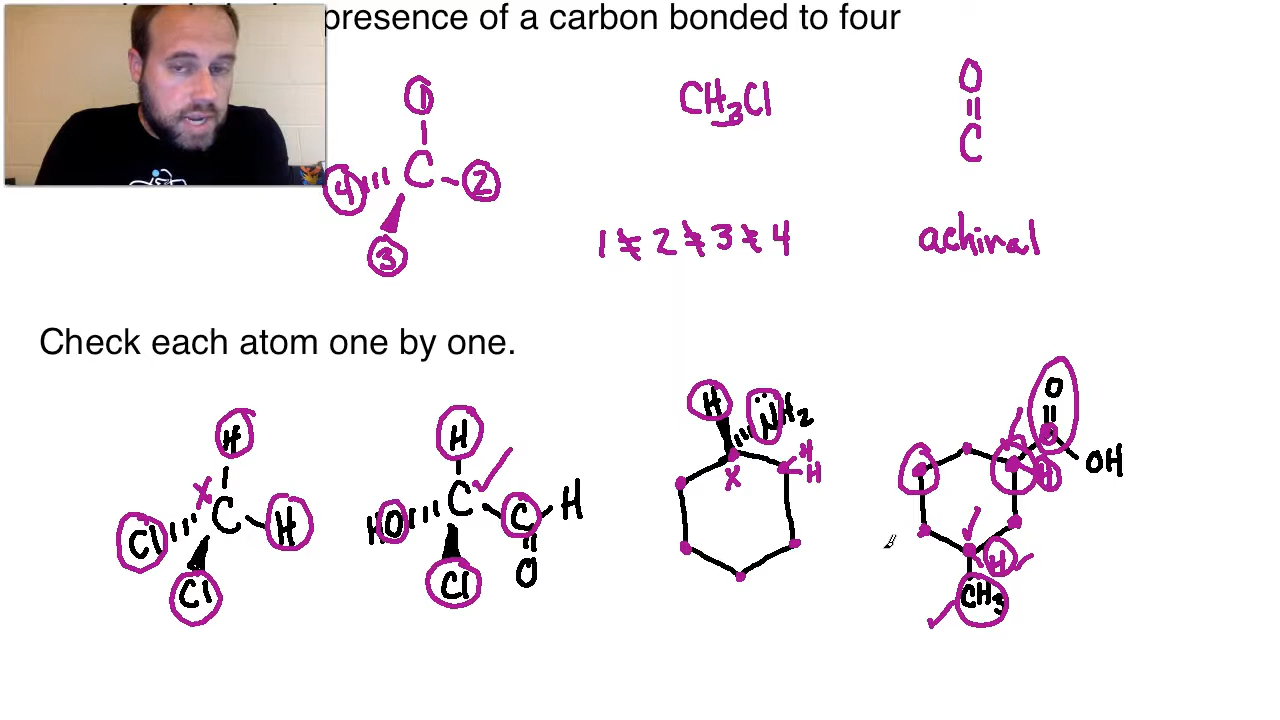 presence of a carbon bonded to four
1
C
4
2
3
CH3Cl
O
C
1 ≠ 2 ≠ 3 ≠ 4
achiral
Check each atom one by one.
H
X
C
Cl
H
Cl
H
C
HO
C
H
Cl
O
H
NH2
X
H
H
O
H
OH
H
CH3